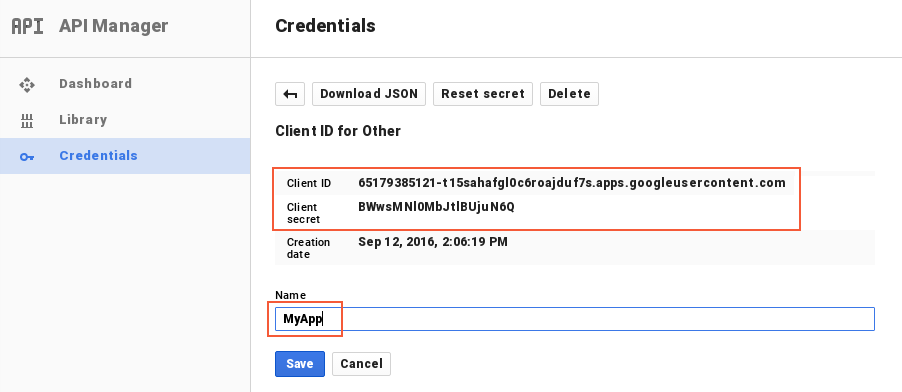 API API Manager
Credentials
Dashboard
Library
Credentials
Download JSON Reset secret Delete
Client ID for Other
Client ID 65179385121-t15sahafgl0c6roajduf7s.apps.googleusercontent.com
Client secret BWwsMNl0MbJtlBUjuN6Q
Creation date Sep 12, 2016, 2:06:19 PM
Name
MyApp
Save Cancel